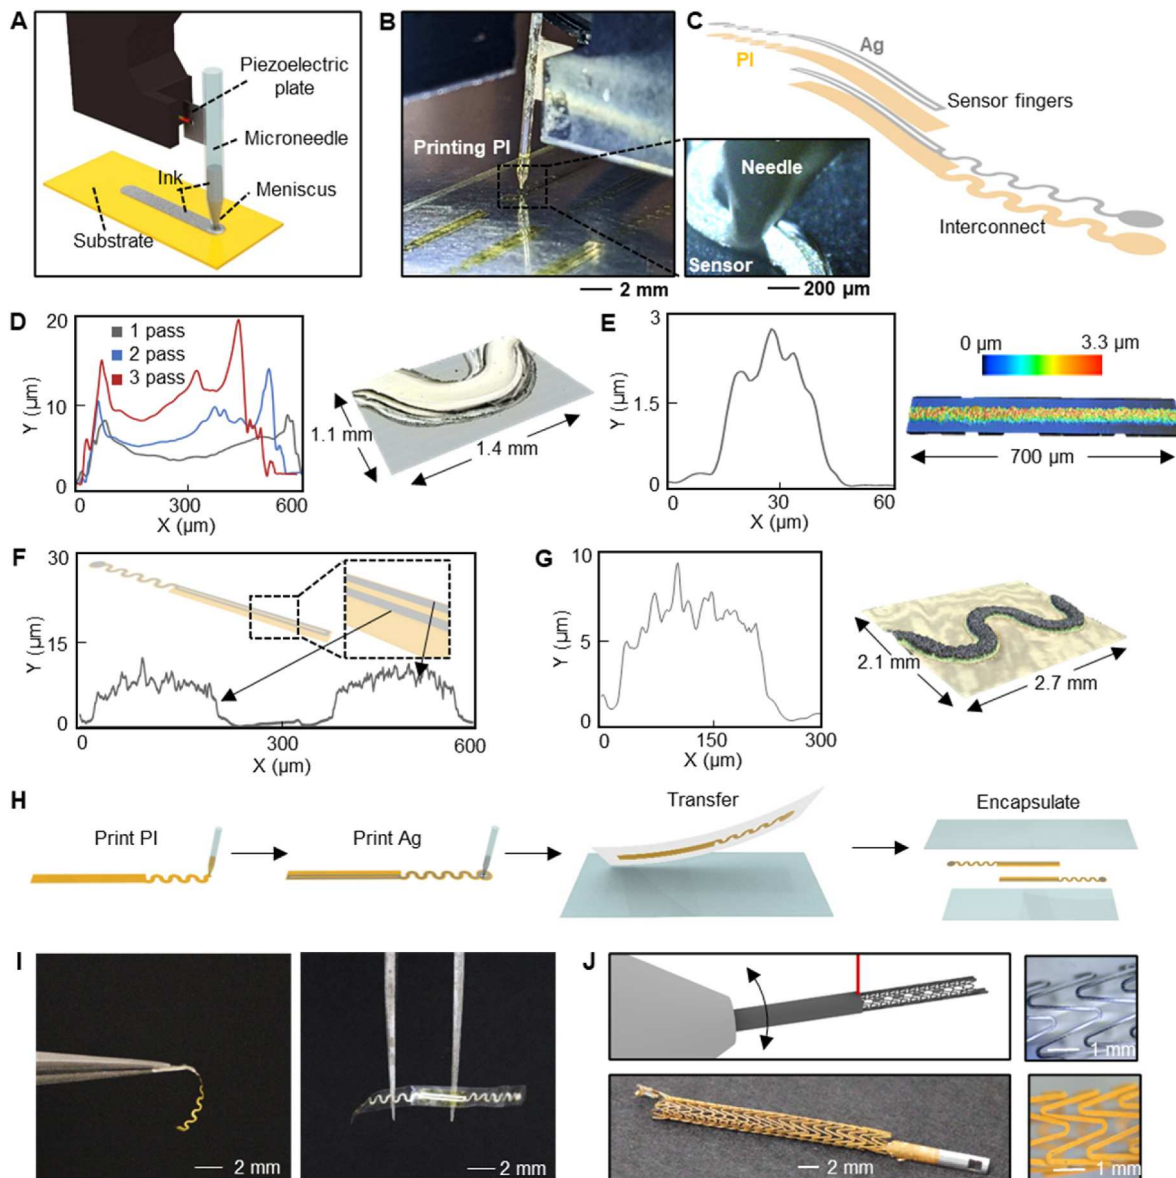 A
Piezoelectric
plate
Microneedle
Ink
Meniscus
Substrate
B
Printing PI
2 mm
Needle
Sensor
200 µm
C
Ag
PI
Sensor fingers
Interconnect
D
20
10
0
Y (µm)
1 pass
2 pass
3 pass
0
300
600
X (µm)
1.1 mm
1.4 mm
E
3
1.5
0
Y (µm)
0
30
60
X (µm)
0 µm
3.3 µm
700 µm
F
30
15
0
Y (µm)
0
300
600
X (µm)
G
10
5
0
Y (µm)
0
150
300
X (µm)
2.1 mm
2.7 mm
H
Print PI
Print Ag
Transfer
Encapsulate
I
2 mm
2 mm
J
1 mm
2 mm
1 mm